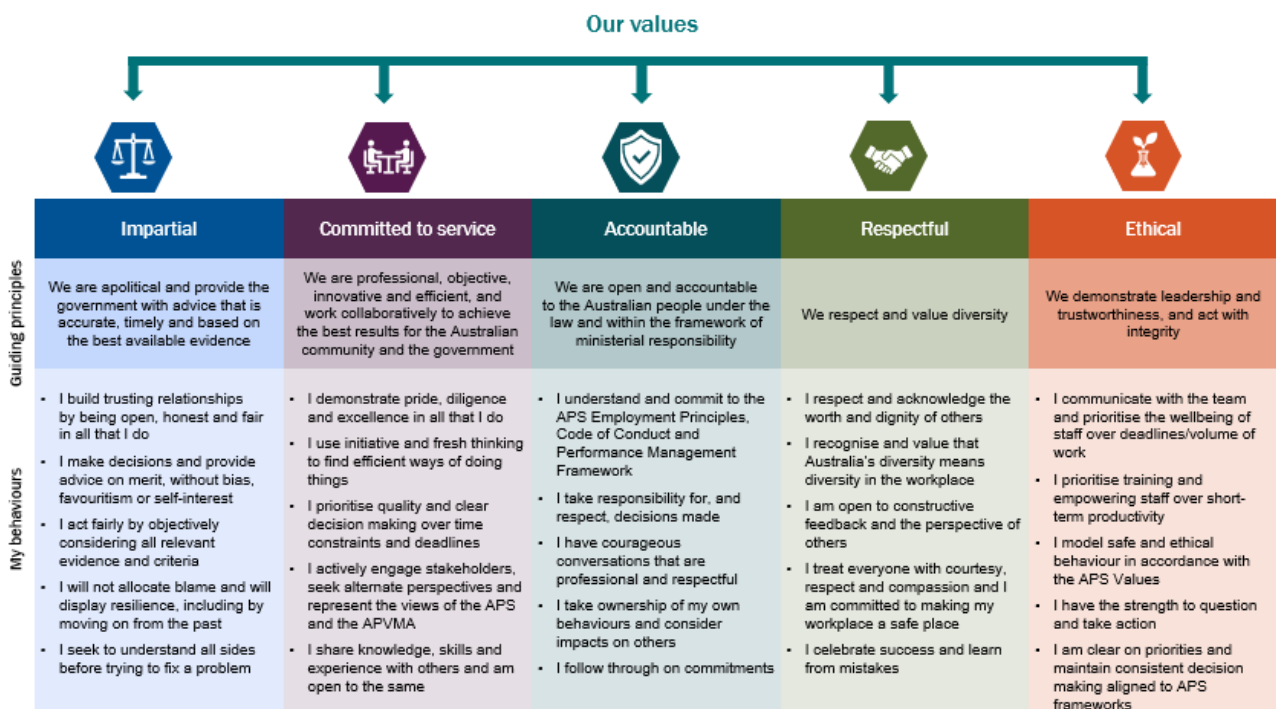 Our values
Impartial
Committed to service
Accountable
Respectful
Ethical
Guiding principles
We are apolitical and provide the
government with advice that is
accurate, timely and based on
the best available evidence
We are professional, objective,
innovative and efficient, and
work collaboratively to achieve
the best results for the Australian
community and the government
We are open and accountable
to the Australian people under the
law and within the framework of
ministerial responsibility
We respect and value diversity
We demonstrate leadership and
trustworthiness, and act with
integrity
My behaviours
• I build trusting relationships
by being open, honest and fair
in all that I do
• I make decisions and provide
advice on merit, without bias,
favouritism or self-interest
• I act fairly by objectively
considering all relevant
evidence and criteria
• I will not allocate blame and will
display resilience, including by
moving on from the past
• I seek to understand all sides
before trying to fix a problem
• I demonstrate pride, diligence
and excellence in all that I do
• I use initiative and fresh thinking
to find efficient ways of doing
things
• I prioritise quality and clear
decision making over time
constraints and deadlines
• I actively engage stakeholders,
seek alternate perspectives and
represent the views of the APS
and the APVMA
• I share knowledge, skills and
experience with others and am
open to the same
• I understand and commit to the
APS Employment Principles,
Code of Conduct and
Performance Management
Framework
• I take responsibility for, and
respect, decisions made
• I have courageous
conversations that are
professional and respectful
• I take ownership of my own
behaviours and consider
impacts on others
• I follow through on commitments
• I respect and acknowledge the
worth and dignity of others
• I recognise and value that
Australia's diversity means
diversity in the workplace
• I am open to constructive
feedback and the perspective of
others
• I treat everyone with courtesy,
respect and compassion and I
am committed to making my
workplace a safe place
• I celebrate success and learn
from mistakes
• I communicate with the team
and prioritise the wellbeing of
staff over deadlines/volume of
work
• I prioritise training and
empowering staff over short-
term productivity
• I model safe and ethical
behaviour in accordance with
the APS Values
• I have the strength to question
and take action
• I am clear on priorities and
maintain consistent decision
making aligned to APS
frameworks